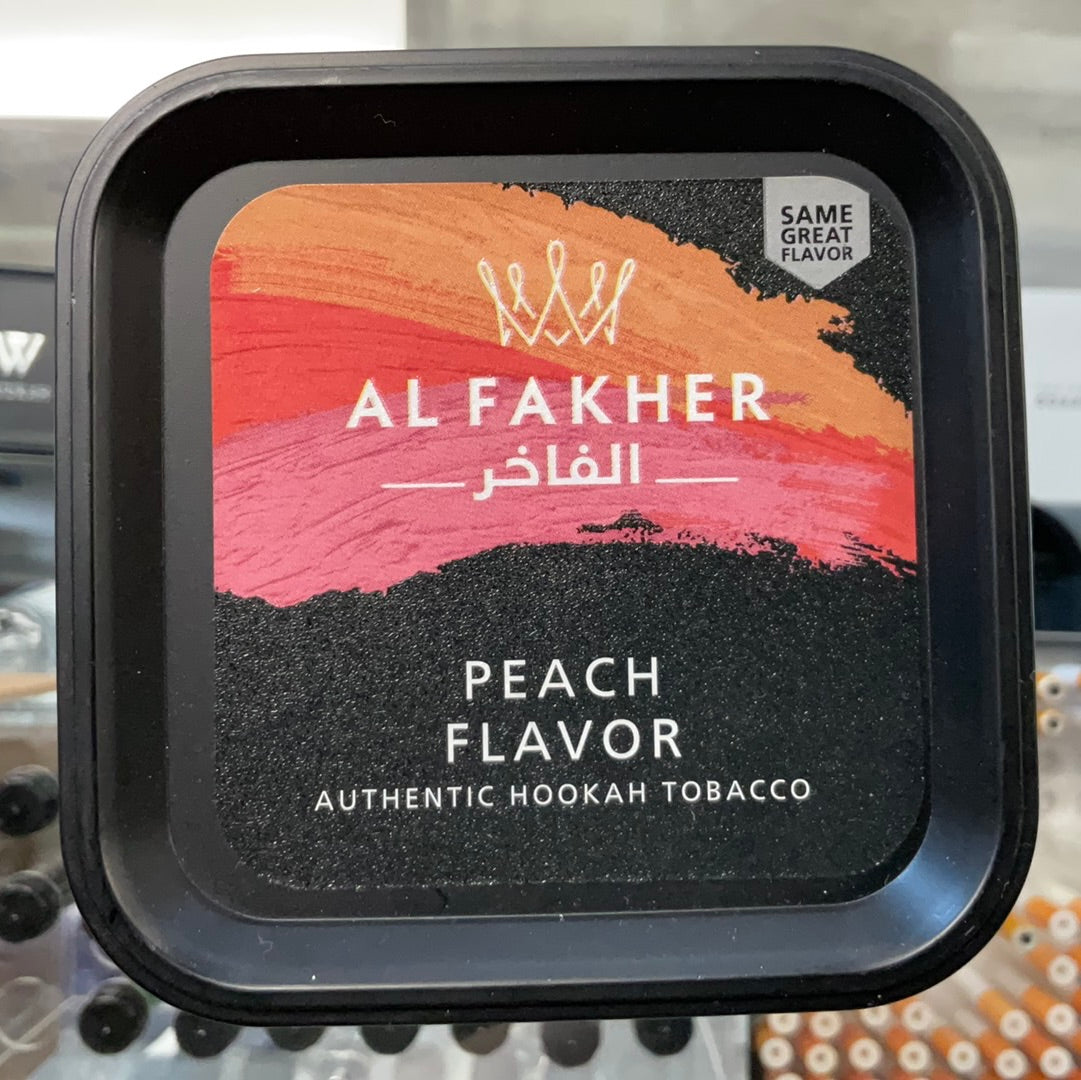 SAME
GREAT
FLAVOR
AL FAKHER
الفاخر
PEACH
FLAVOR
AUTHENTIC HOOKAH TOBACCO
W